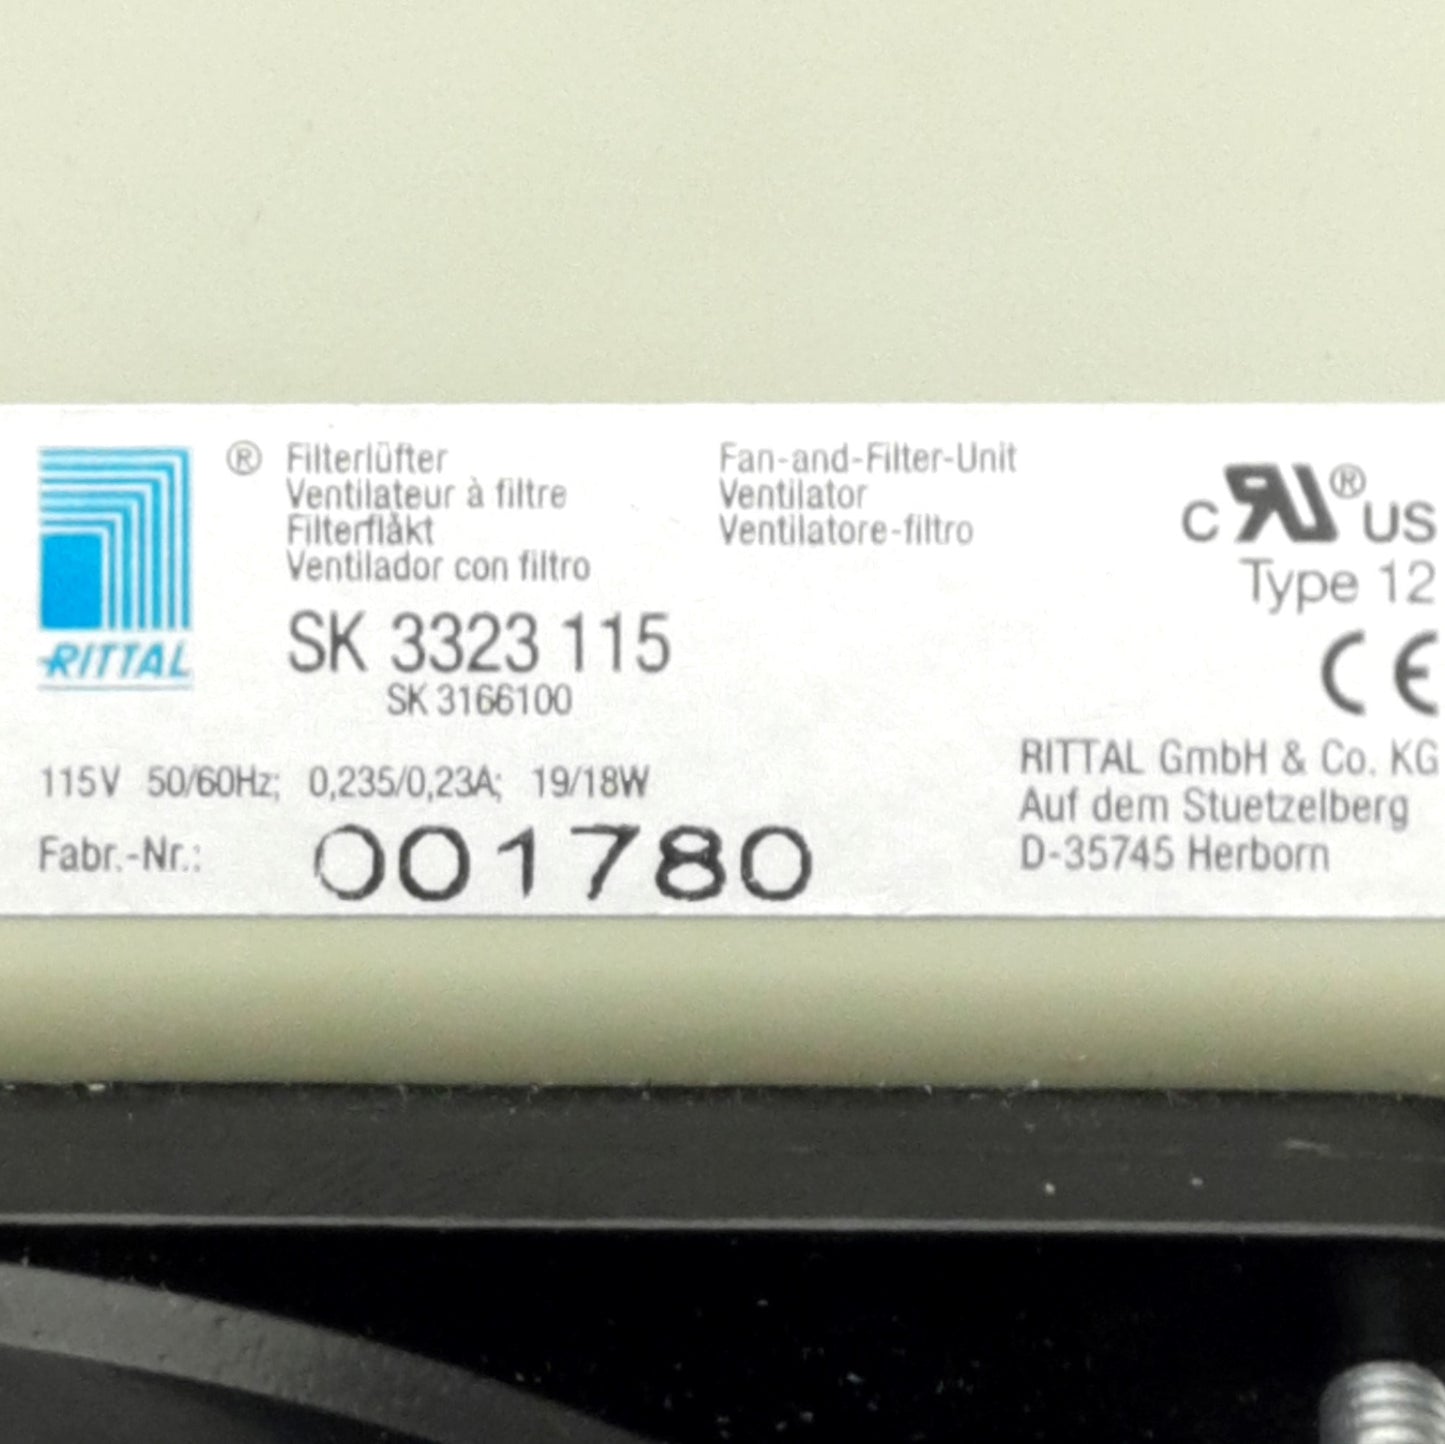 RITTAL
®
Filterlüfter
Ventilateur à filtre
Filterfläkt
Ventilador con filtro
Fan-and-Filter-Unit
Ventilator
Ventilatore-filtro
SK 3323 115
SK 3166100
115V 50/60Hz; 0,235/0,23A; 19/18W
Fabr.-Nr.: 001780
c RU ® US
Type 12
CE
RITTAL GmbH & Co. KG
Auf dem Stuetzelberg
D-35745 Herborn